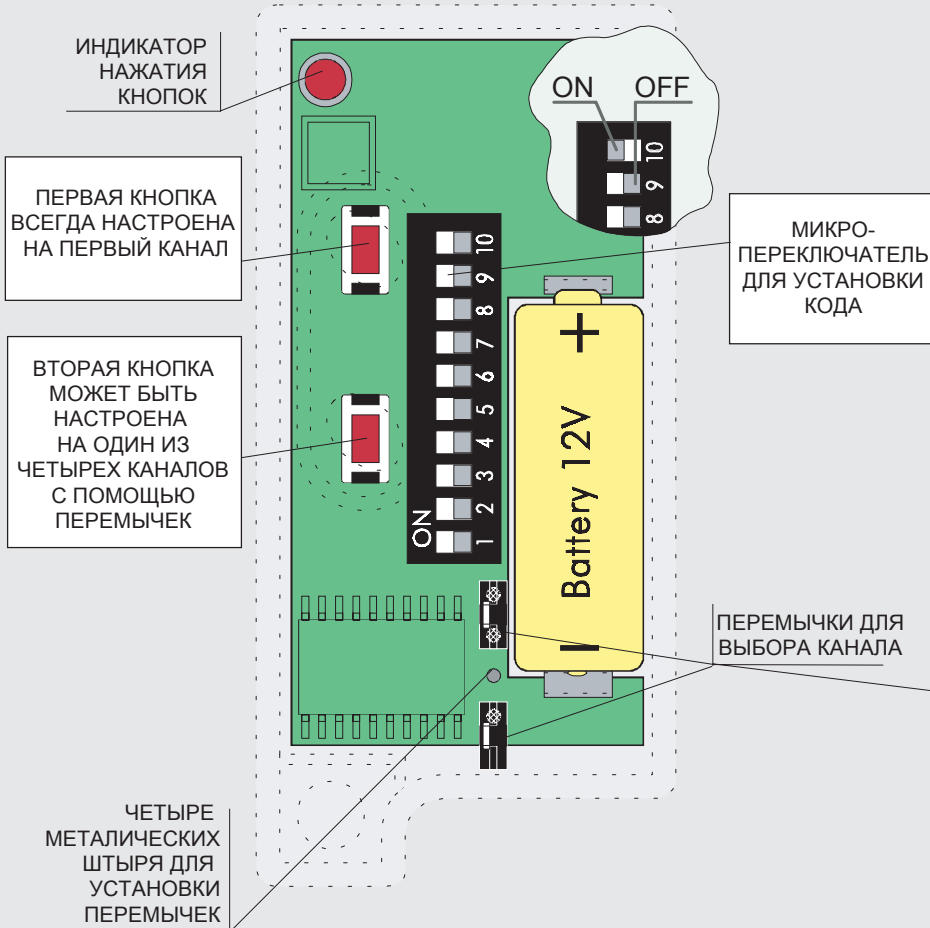 ИНДИКАТОР
НАЖАТИЯ
КНОПОК
ПЕРВАЯ КНОПКА
ВСЕГДА НАСТРОЕНА
НА ПЕРВЫЙ КАНАЛ
ВТОРАЯ КНОПКА
МОЖЕТ БЫТЬ
НАСТРОЕНА
НА ОДИН ИЗ
ЧЕТЫРЕХ КАНАЛОВ
С ПОМОЩЬЮ
ПЕРЕМЫЧЕК
ON OFF
10
9
8
МИКРО-
ПЕРЕКЛЮЧАТЕЛЬ
ДЛЯ УСТАНОВКИ
КОДА
10
9
8
7
6
5
4
3
2
1
ON
+
Battery 12V
–
ПЕРЕМЫЧКИ ДЛЯ
ВЫБОРА КАНАЛА
ЧЕТЫРЕ
МЕТАЛИЧЕСКИХ
ШТЫРЯ ДЛЯ
УСТАНОВКИ
ПЕРЕМЫЧЕК